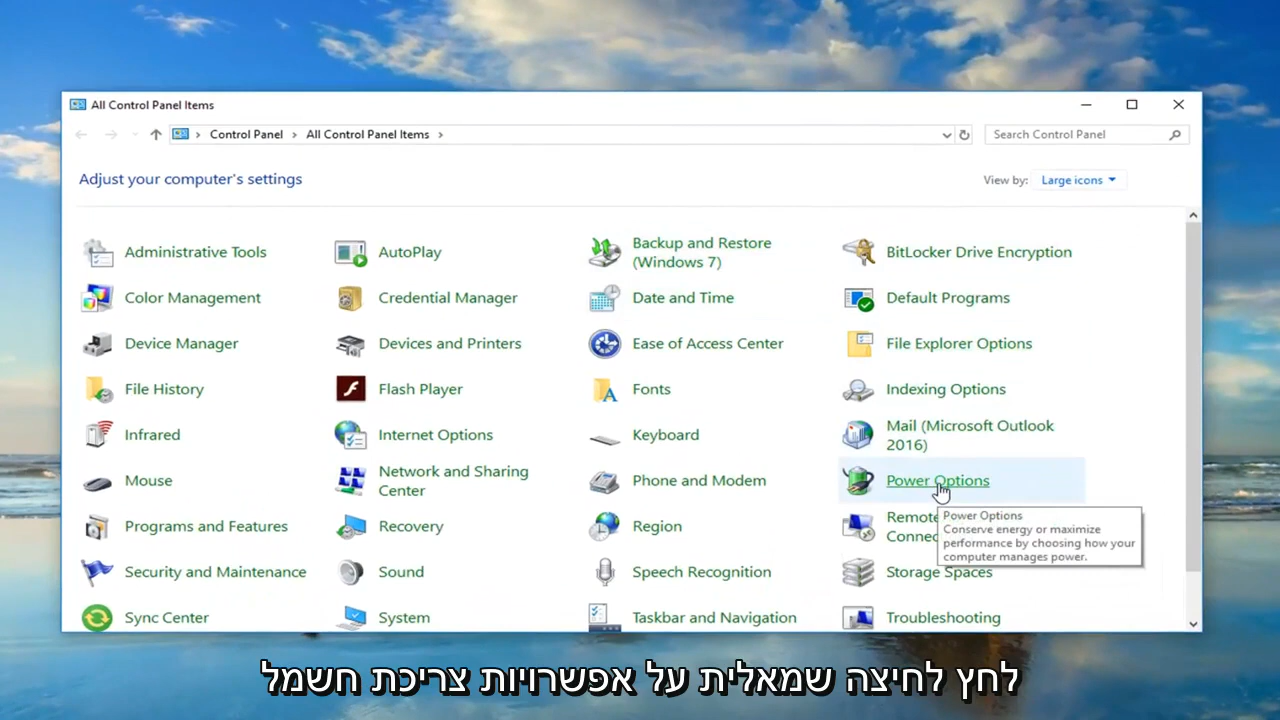 All Control Panel Items
Control Panel > All Control Panel Items >
Search Control Panel
Adjust your computer's settings
View by: Large icons
Administrative Tools
AutoPlay
Backup and Restore
(Windows 7)
BitLocker Drive Encryption
Color Management
Credential Manager
Date and Time
Default Programs
Device Manager
Devices and Printers
Ease of Access Center
File Explorer Options
File History
Flash Player
Fonts
Indexing Options
Infrared
Internet Options
Keyboard
Mail (Microsoft Outlook
2016)
Mouse
Network and Sharing
Center
Phone and Modem
Power Options
Programs and Features
Recovery
Region
Remote
Connec
Power Options
Conserve energy or maximize
performance by choosing how your
computer manages power.
Security and Maintenance
Sound
Speech Recognition
Storage Spaces
Sync Center
System
Taskbar and Navigation
Troubleshooting
לחץ לחיצה שמאלית על אפשרויות צריכת חשמל